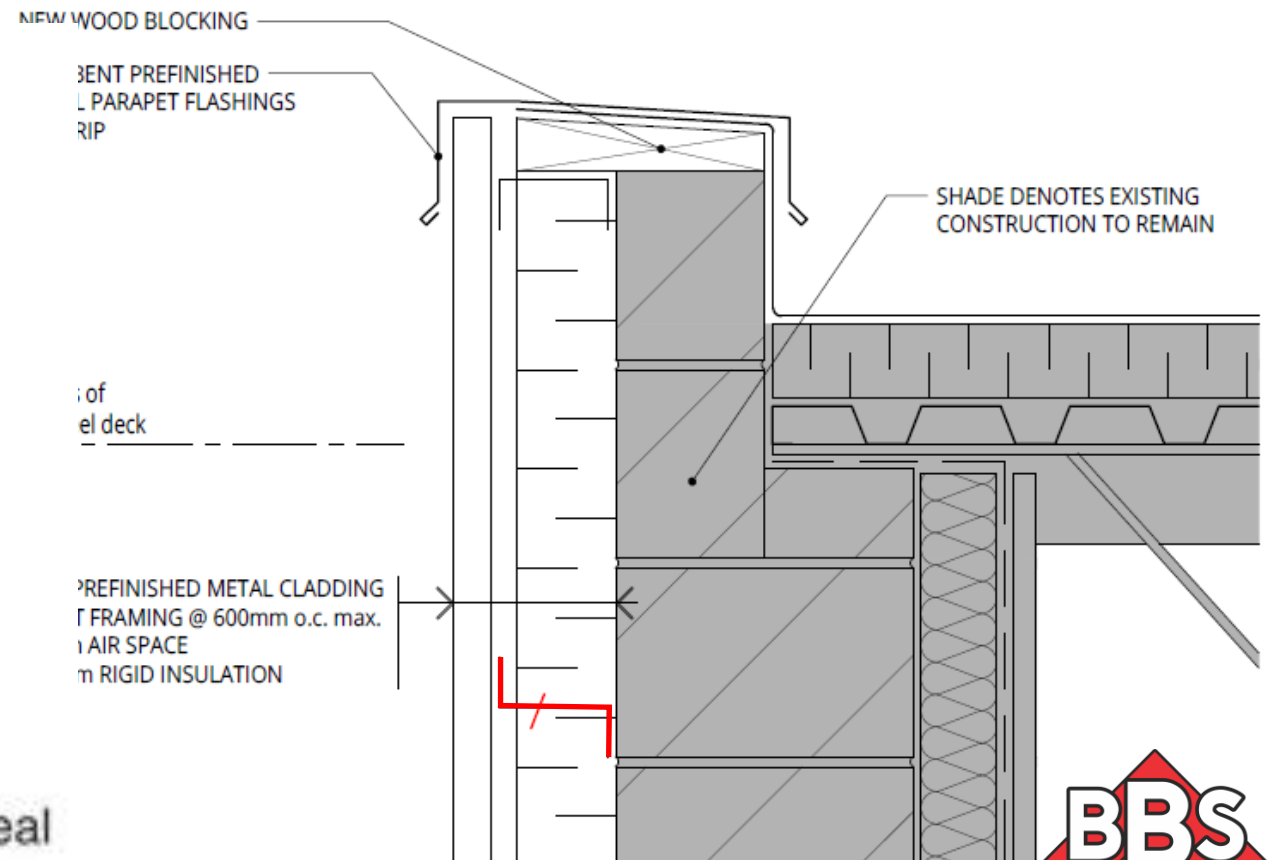 NEW WOOD BLOCKING
BENT PREFINISHED
L PARAPET FLASHINGS
RIP
SHADE DENOTES EXISTING
CONSTRUCTION TO REMAIN
s of
el deck
PREFINISHED METAL CLADDING
T FRAMING @ 600mm o.c. max.
AIR SPACE
m RIGID INSULATION
eal
BBS